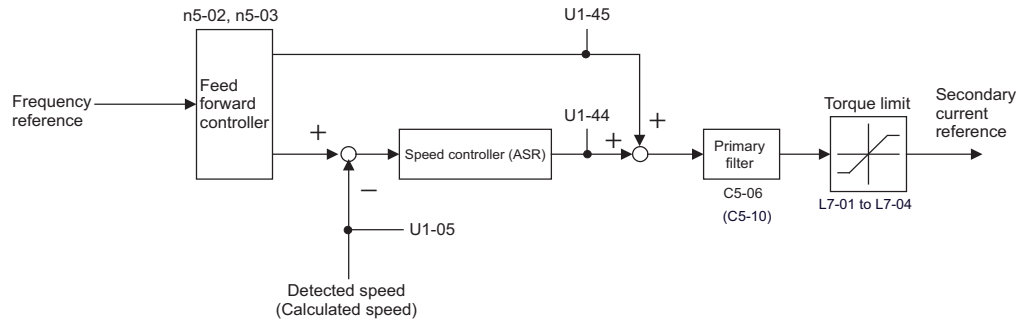 n5-02, n5-03
U1-45
Feed
forward
controller
Frequency
reference
U1-44
Torque limit
Secondary
current
reference
+
+
+
Speed controller (ASR)
Primary
filter
−
C5-06
(C5-10)
L7-01 to L7-04
U1-05
Detected speed
(Calculated speed)